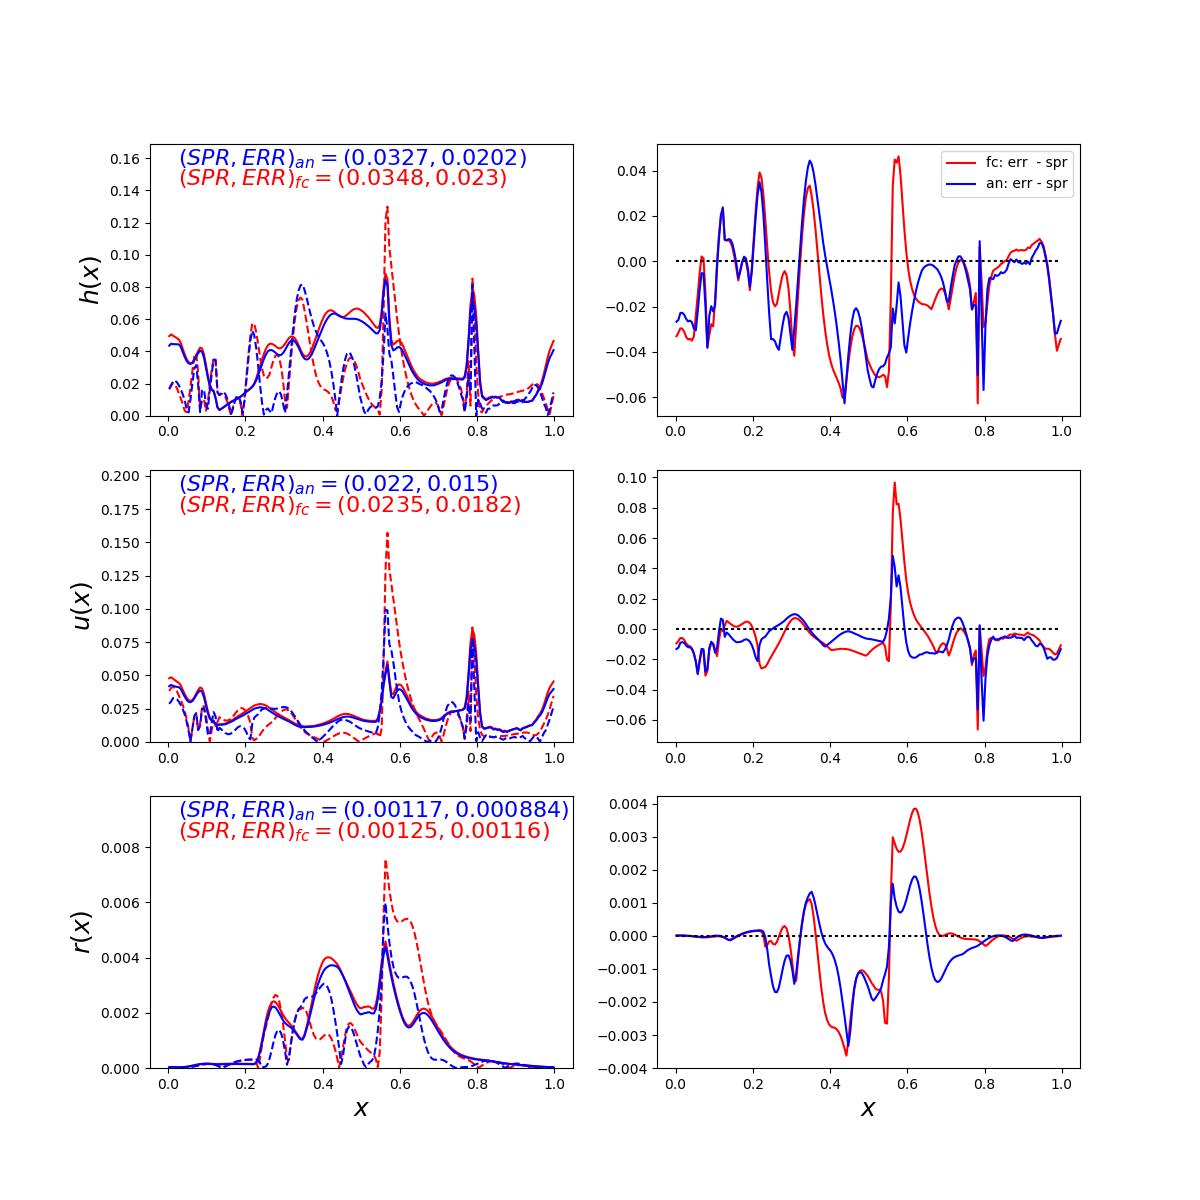 (SPR, ERR)an = (0.0327, 0.0202)
(SPR, ERR)fc = (0.0348, 0.023)
h(x)
0.16
0.14
0.12
0.10
0.08
0.06
0.04
0.02
0.00
0.0 0.2 0.4 0.6 0.8 1.0
fc: err - spr
an: err - spr
0.04
0.02
0.00
−0.02
−0.04
−0.06
0.0 0.2 0.4 0.6 0.8 1.0
(SPR, ERR)an = (0.022, 0.015)
(SPR, ERR)fc = (0.0235, 0.0182)
u(x)
0.200
0.175
0.150
0.125
0.100
0.075
0.050
0.025
0.000
0.0 0.2 0.4 0.6 0.8 1.0
0.10
0.08
0.06
0.04
0.02
0.00
−0.02
−0.04
−0.06
0.0 0.2 0.4 0.6 0.8 1.0
(SPR, ERR)an = (0.00117, 0.000884)
(SPR, ERR)fc = (0.00125, 0.00116)
r(x)
0.008
0.006
0.004
0.002
0.000
0.0 0.2 0.4 0.6 0.8 1.0
x
0.004
0.003
0.002
0.001
0.000
−0.001
−0.002
−0.003
−0.004
0.0 0.2 0.4 0.6 0.8 1.0
x